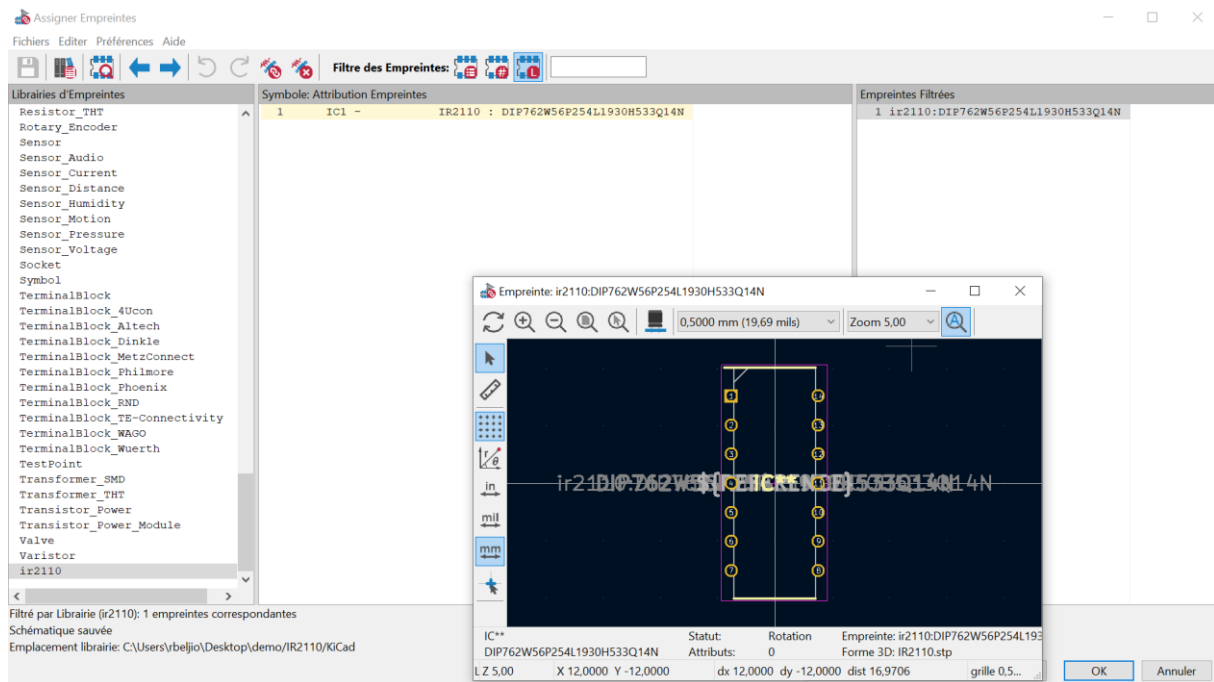 Assigner Empreintes
Fichiers Editer Préférences Aide
Filtre des Empreintes:
Librairies d'Empreintes
Resistor_THT
Rotary_Encoder
Sensor
Sensor_Audio
Sensor_Current
Sensor_Distance
Sensor_Humidity
Sensor_Motion
Sensor_Pressure
Sensor_Voltage
Socket
Symbol
TerminalBlock
TerminalBlock_4Ucon
TerminalBlock_Altech
TerminalBlock_Dinkle
TerminalBlock_MetzConnect
TerminalBlock_Philmore
TerminalBlock_Phoenix
TerminalBlock_RND
TerminalBlock_TE-Connectivity
TerminalBlock_WAGO
TerminalBlock_Wuerth
TestPoint
Transformer_SMD
Transformer_THT
Transistor_Power
Transistor_Power_Module
Valve
Varistor
ir2110
Symbole: Attribution Empreintes
1 IC1 - IR2110 : DIP762W56P254L1930H533Q14N
Empreintes Filtrées
1 ir2110:DIP762W56P254L1930H533Q14N
Empreinte: ir2110:DIP762W56P254L1930H533Q14N
0,5000 mm (19,69 mils) Zoom 5,00
in
mil
mm
1 14
2 13
3 12
4
IC**
5 10
6 9
7 8
IC** Statut: Rotation Empreinte: ir2110:DIP762W56P254L193
DIP762W56P254L1930H533Q14N Attributs: 0 Forme 3D: IR2110.stp
Z 5,00 X 12,0000 Y -12,0000 dx 12,0000 dy -12,0000 dist 16,9706 grille 0,5...
Filtré par Librairie (ir2110): 1 empreintes correspondantes
Schématique sauvée
Emplacement librairie: C:\Users\rbeljio\Desktop\demo\IR2110/KiCad
OK Annuler